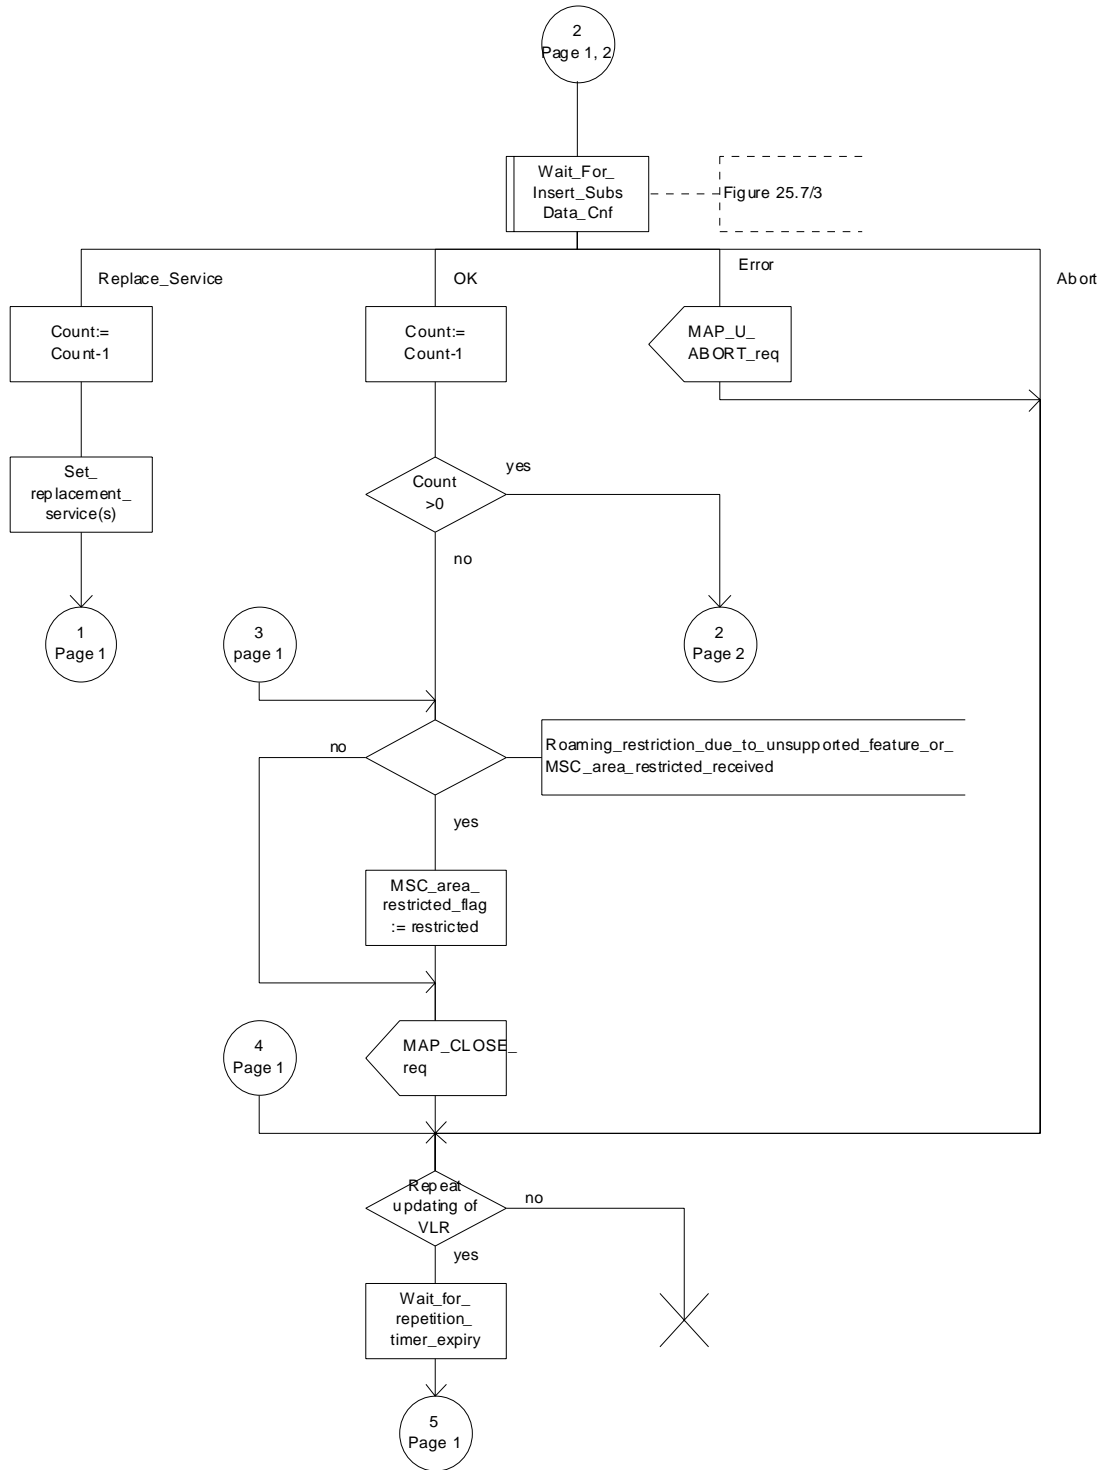 2
Page 1, 2
Wait_For_
Insert_Subs
Data_Cnf
Figure 25.7/3
Replace_Service
OK
Error
Abort
Count:=
Count-1
Count:=
Count-1
MAP_U_
ABORT_req
Set_
replacement_
service(s)
Count
>0
yes
no
1
Page 1
3
page 1
2
Page 2
no
Roaming_restriction_due_to_unsupported_feature_or_
MSC_area_restricted_received
yes
MSC_area_
restricted_flag
:= restricted
4
Page 1
MAP_CLOSE_
req
Repeat
updating of
VLR
no
yes
Wait_for_
repetition_
timer_expiry
5
Page 1